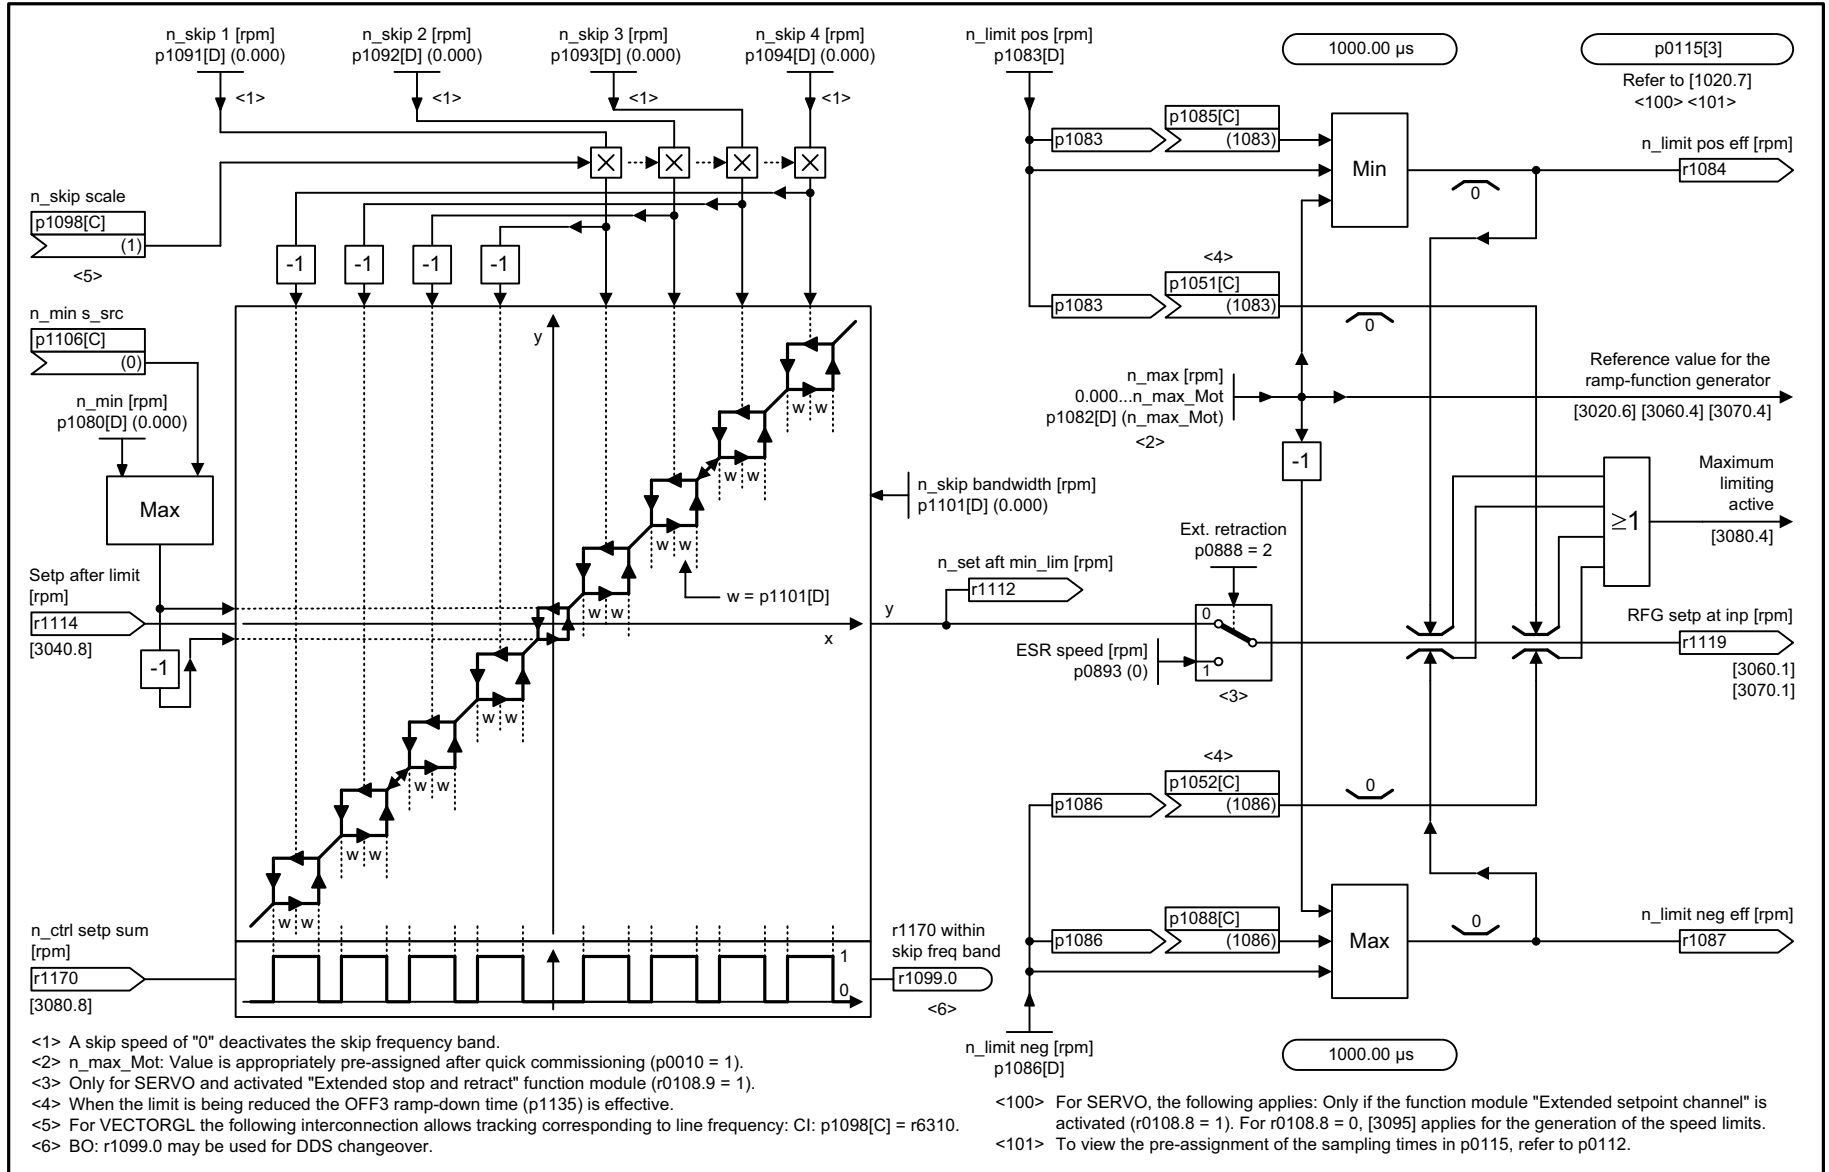 n_skip 1 [rpm]
p1091[D] (0.000)
<1>
n_skip 2 [rpm]
p1092[D] (0.000)
<1>
n_skip 3 [rpm]
p1093[D] (0.000)
<1>
n_skip 4 [rpm]
p1094[D] (0.000)
<1>
n_skip scale
p1098[C]
(1)
<5>
-1
-1
-1
-1
n_min s_src
p1106[C]
(0)
n_min [rpm]
p1080[D] (0.000)
Max
Setp after limit
[rpm]
r1114
[3040.8]
-1
y
x
w w
w w
w w
w w
w w
w w
w w
w w
w = p1101[D]
n_skip bandwidth [rpm]
p1101[D] (0.000)
y
n_ctrl setp sum
[rpm]
r1170
[3080.8]
1
0
r1170 within
skip freq band
r1099.0
<6>
n_limit pos [rpm]
p1083[D]
1000.00 µs
p0115[3]
Refer to [1020.7]
<100> <101>
p1083
p1085[C]
(1083)
Min
0
n_limit pos eff [rpm]
r1084
<4>
p1083
p1051[C]
(1083)
0
n_max [rpm]
0.000...n_max_Mot
p1082[D] (n_max_Mot)
<2>
Reference value for the
ramp-function generator
[3020.6] [3060.4] [3070.4]
-1
≥1
Maximum
limiting
active
[3080.4]
Ext. retraction
p0888 = 2
n_set aft min_lim [rpm]
r1112
0
1
ESR speed [rpm]
p0893 (0)
<3>
RFG setp at inp [rpm]
r1119
[3060.1]
[3070.1]
<4>
p1086
p1052[C]
(1086)
0
p1086
p1088[C]
(1086)
Max
0
n_limit neg eff [rpm]
r1087
n_limit neg [rpm]
p1086[D]
1000.00 µs
<1> A skip speed of "0" deactivates the skip frequency band.
<2> n_max_Mot: Value is appropriately pre-assigned after quick commissioning (p0010 = 1).
<3> Only for SERVO and activated "Extended stop and retract" function module (r0108.9 = 1).
<4> When the limit is being reduced the OFF3 ramp-down time (p1135) is effective.
<5> For VECTORGL the following interconnection allows tracking corresponding to line frequency: CI: p1098[C] = r6310.
<6> BO: r1099.0 may be used for DDS changeover.
<100> For SERVO, the following applies: Only if the function module "Extended setpoint channel" is
activated (r0108.8 = 1). For r0108.8 = 0, [3095] applies for the generation of the speed limits.
<101> To view the pre-assignment of the sampling times in p0115, refer to p0112.